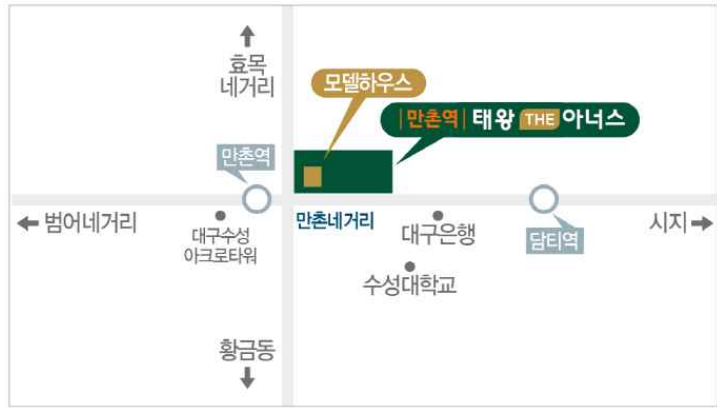 ↑
효목
네거리
모델하우스
|만촌역| 태왕 THE 아너스
만촌역
← 범어네거리
대구수성
아크로타워
만촌네거리
대구은행
담티역
시지 →
수성대학교
황금동
↓